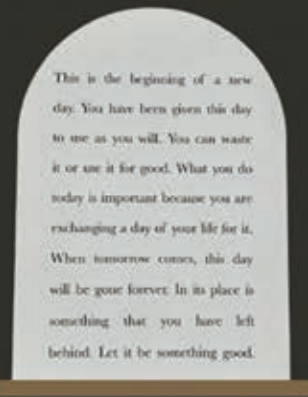 This is the beginning of a new
day. You have been given this day
to use as you will. You can waste
it or use it for good. What you do
today is important because you are
exchanging a day of your life for it.
When tomorrow comes, this day
will be gone forever. In its place is
something that you have left
behind. Let it be something good.